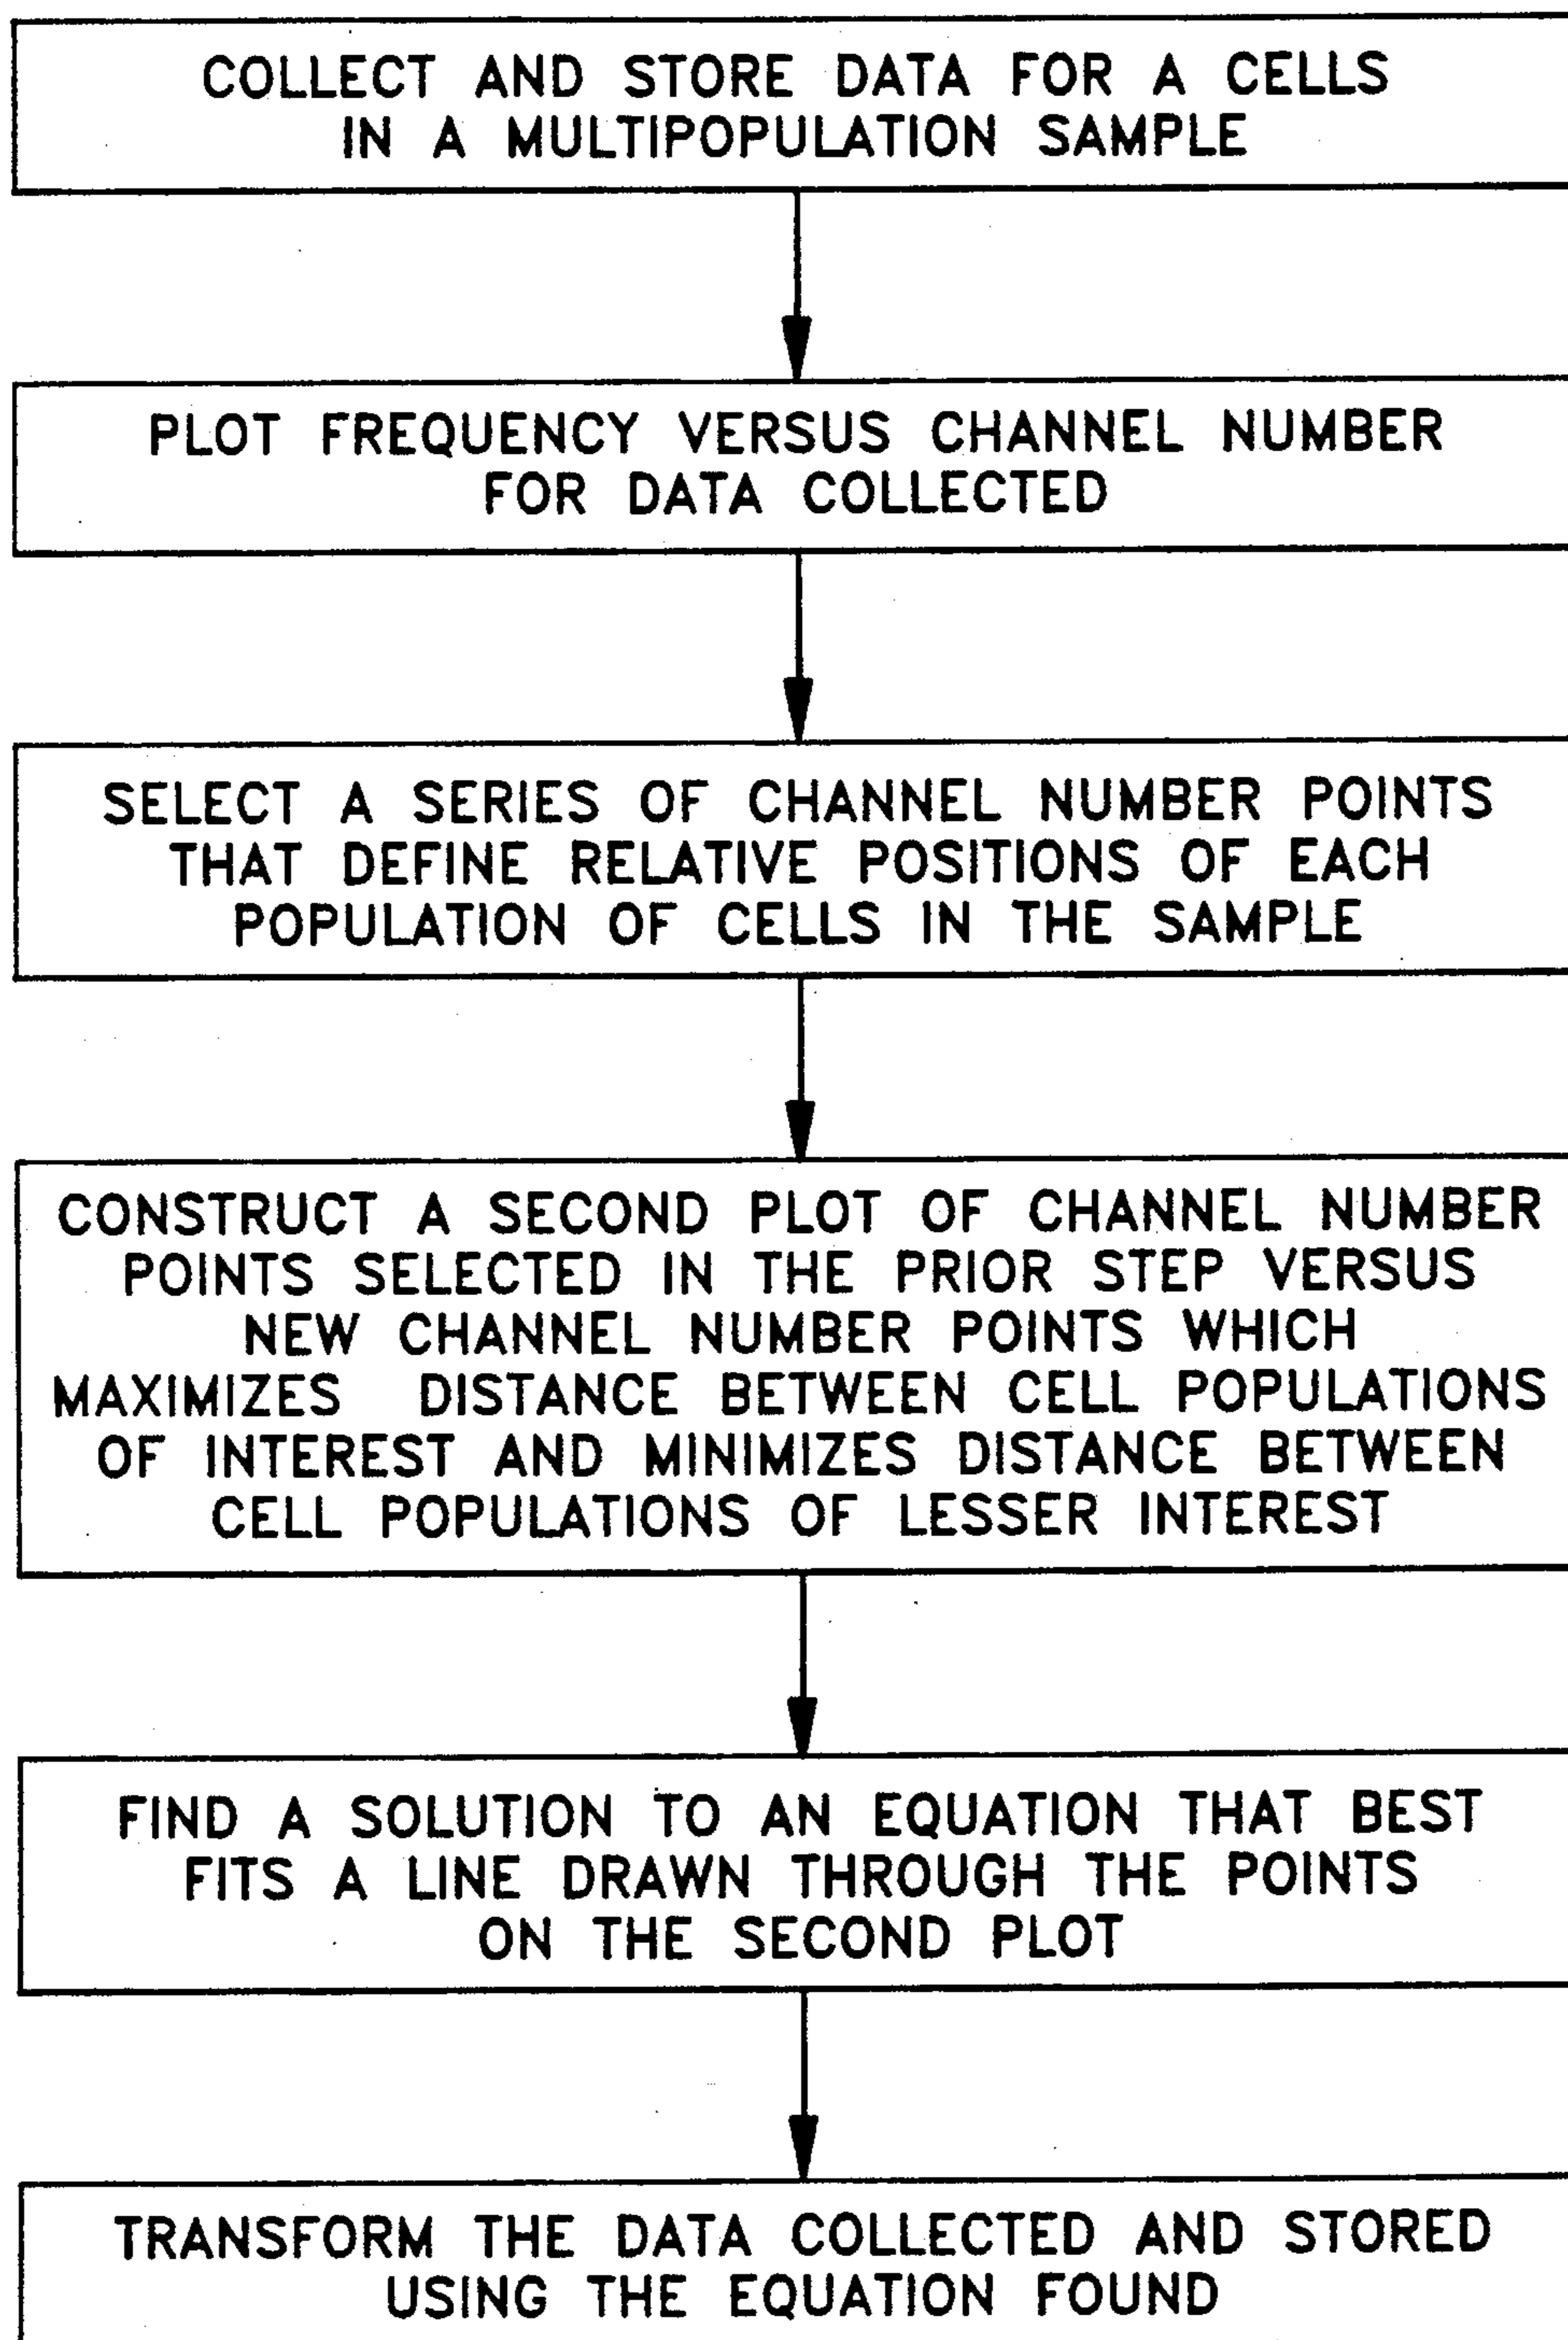 COLLECT AND STORE DATA FOR A CELLS
IN A MULTIPOPULATION SAMPLE
PLOT FREQUENCY VERSUS CHANNEL NUMBER
FOR DATA COLLECTED
SELECT A SERIES OF CHANNEL NUMBER POINTS
THAT DEFINE RELATIVE POSITIONS OF EACH
POPULATION OF CELLS IN THE SAMPLE
CONSTRUCT A SECOND PLOT OF CHANNEL NUMBER
POINTS SELECTED IN THE PRIOR STEP VERSUS
NEW CHANNEL NUMBER POINTS WHICH
MAXIMIZES DISTANCE BETWEEN CELL POPULATIONS
OF INTEREST AND MINIMIZES DISTANCE BETWEEN
CELL POPULATIONS OF LESSER INTEREST
FIND A SOLUTION TO AN EQUATION THAT BEST
FITS A LINE DRAWN THROUGH THE POINTS
ON THE SECOND PLOT
TRANSFORM THE DATA COLLECTED AND STORED
USING THE EQUATION FOUND